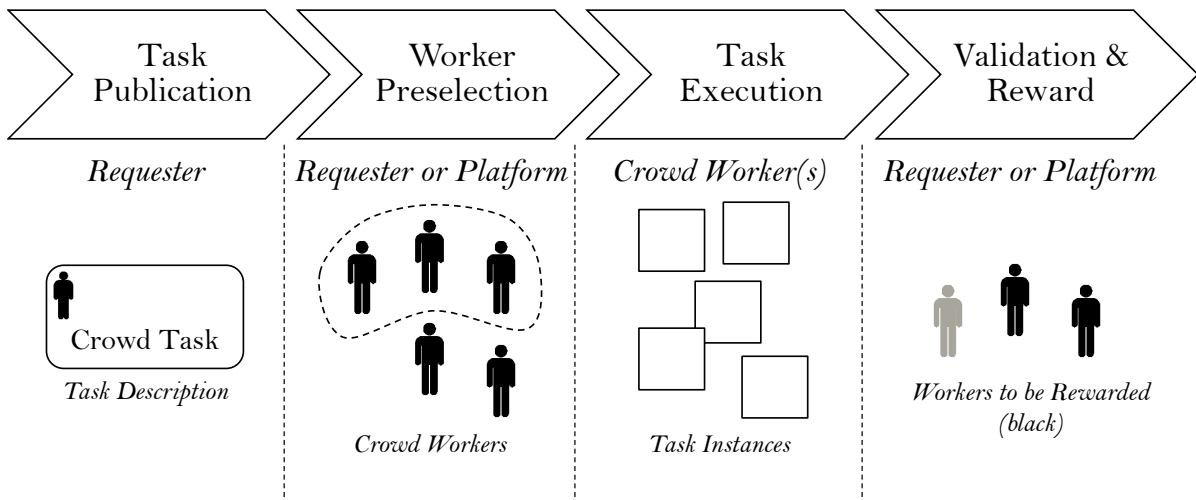 Task
Publication
Worker
Preselection
Task
Execution
Validation &
Reward
Requester
Requester or Platform
Crowd Worker(s)
Requester or Platform
Crowd Task
Task Description
Crowd Workers
Task Instances
Workers to be Rewarded
(black)